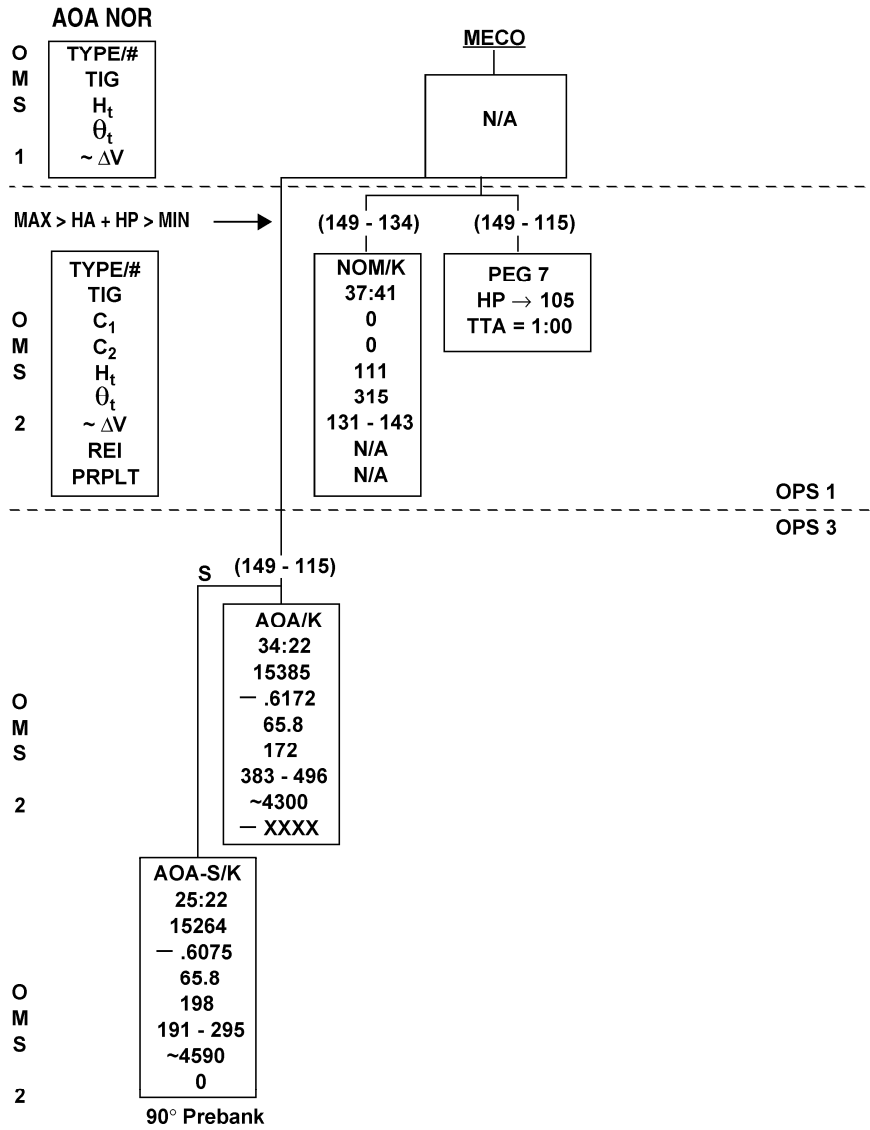 AOA NOR
O
M
S
1
TYPE/#
TIG
Hₜ
θₜ
~ ΔV
MECO
N/A
MAX > HA + HP > MIN
(149 - 134)
(149 - 115)
O
M
S
2
TYPE/#
TIG
C₁
C₂
Hₜ
θₜ
~ ΔV
REI
PRPLT
NOM/K
37:41
0
0
111
315
131 - 143
N/A
N/A
PEG 7
HP → 105
TTA = 1:00
OPS 1
OPS 3
S
(149 - 115)
O
M
S
2
AOA/K
34:22
15385
— .6172
65.8
172
383 - 496
~4300
— XXXX
O
M
S
2
AOA-S/K
25:22
15264
— .6075
65.8
198
191 - 295
~4590
0
90° Prebank